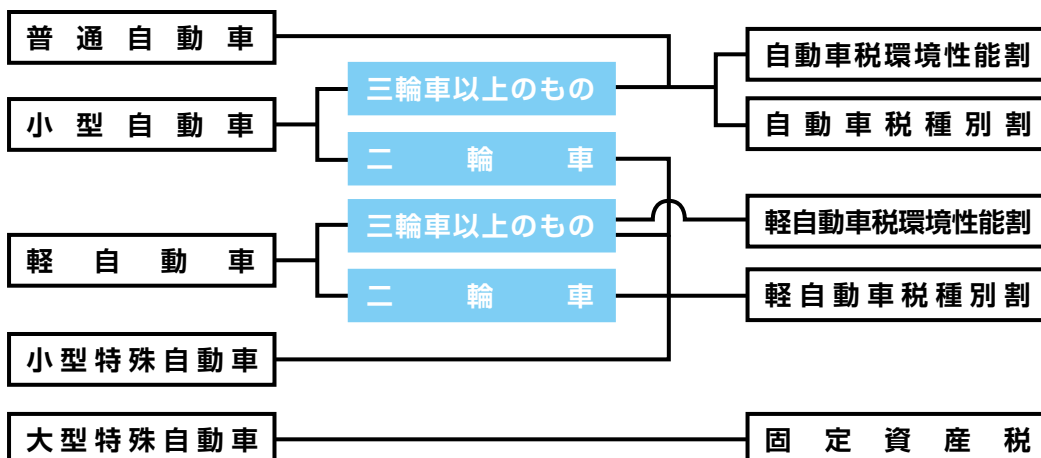 普通自動車
小型自動車
軽自動車
小型特殊自動車
大型特殊自動車
三輪車以上のもの
二輪車
三輪車以上のもの
二輪車
自動車税環境性能割
自動車税種別割
軽自動車税環境性能割
軽自動車税種別割
固定資産税